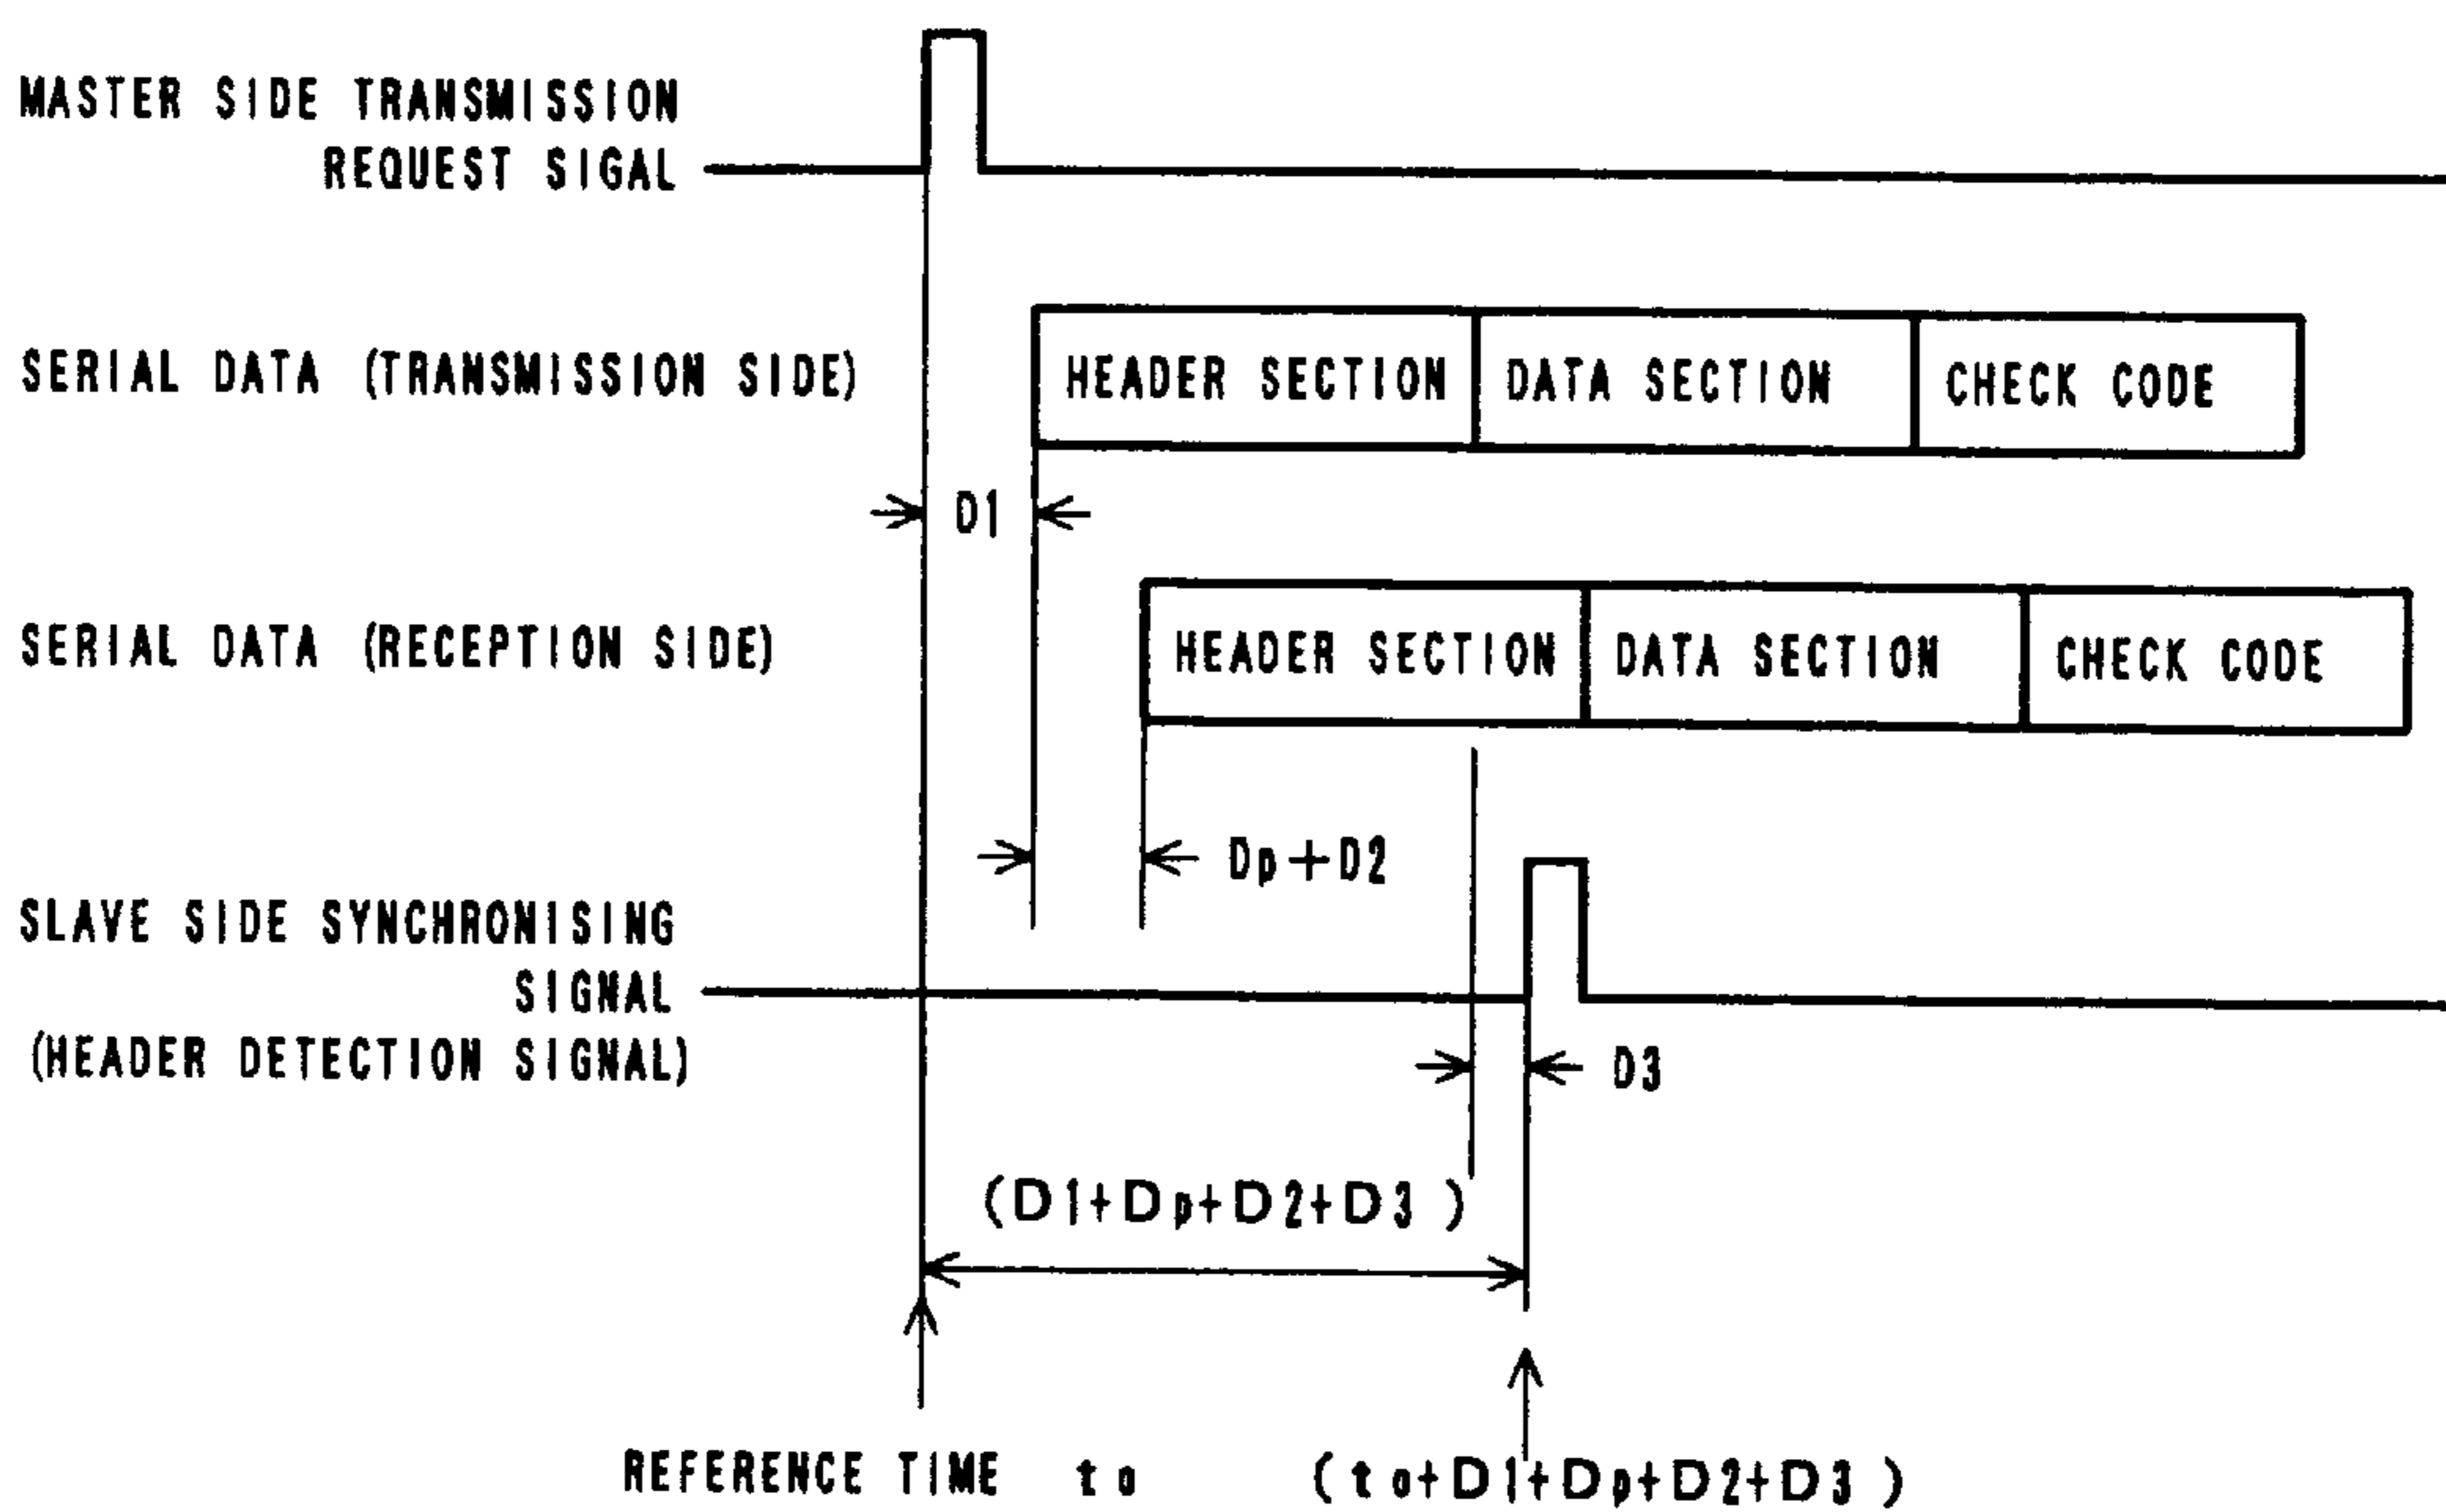 MASTER SIDE TRANSMISSION
REQUEST SIGAL
SERIAL DATA (TRANSMISSION SIDE)
HEADER SECTION
DATA SECTION
CHECK CODE
D1
SERIAL DATA (RECEPTION SIDE)
HEADER SECTION
DATA SECTION
CHECK CODE
Dp+D2
SLAVE SIDE SYNCHRONISING
SIGNAL
(HEADER DETECTION SIGNAL)
D3
(D1+Dp+D2+D3)
REFERENCE TIME to
(to+D1+Dp+D2+D3)